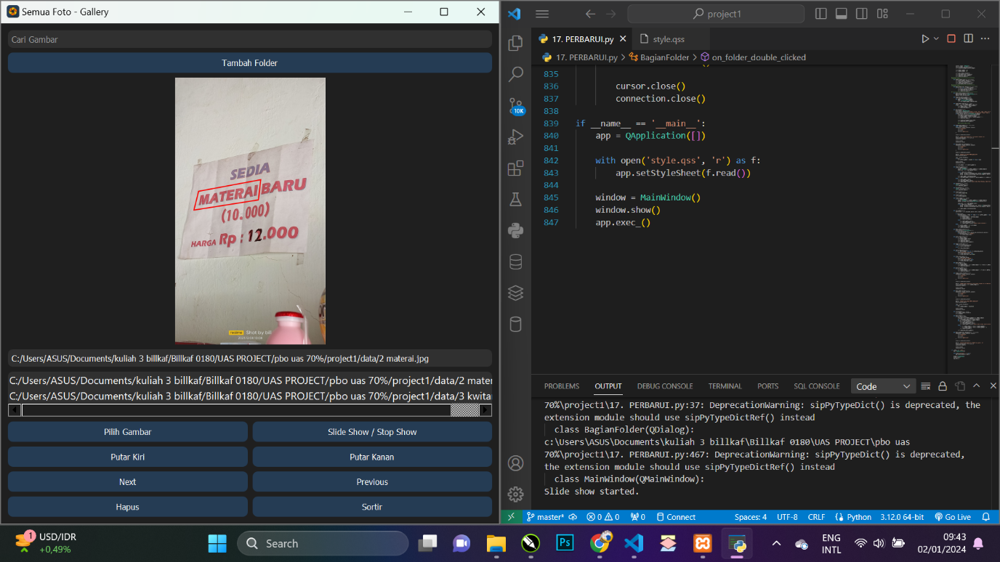 Semua Foto - Gallery
Cari Gambar
Tambah Folder
SEDIA
MATERAI BARU
(10.000)
HARGA Rp : 12.000
realme Shot by bill
C:/Users/ASUS/Documents/kuliah 3 billkaf/Billkaf 0180/UAS PROJECT/pbo uas 70%/project1/data/2 materai.jpg
C:/Users/ASUS/Documents/kuliah 3 billkaf/Billkaf 0180/UAS PROJECT/pbo uas 70%/project1/data/2 mater
C:/Users/ASUS/Documents/kuliah 3 billkaf/Billkaf 0180/UAS PROJECT/pbo uas 70%/project1/data/3 kwita
Pilih Gambar
Slide Show / Stop Show
Putar Kiri
Putar Kanan
Next
Previous
Hapus
Sortir
project1
17. PERBARUI.py
style.qss
17. PERBARUI.py > BagianFolder > on_folder_double_clicked
835
836 cursor.close()
837 connection.close()
838
839 if __name__ == '__main__':
840 app = QApplication([])
841
842 with open('style.qss', 'r') as f:
843 app.setStyleSheet(f.read())
844
845 window = MainWindow()
846 window.show()
847 app.exec_()
10K
PROBLEMS OUTPUT DEBUG CONSOLE TERMINAL PORTS SQL CONSOLE Code
70%\project1\17. PERBARUI.py:37: DeprecationWarning: sipPyTypeDict() is deprecated, the
extension module should use sipPyTypeDictRef() instead
class BagianFolder(QDialog):
c:\Users\ASUS\Documents\kuliah 3 billkaf\Billkaf 0180\UAS PROJECT\pbo uas
70%\project1\17. PERBARUI.py:467: DeprecationWarning: sipPyTypeDict() is deprecated,
the extension module should use sipPyTypeDictRef() instead
class MainWindow(QMainWindow):
Slide show started.
master* 0 0 0 Connect Spaces: 4 UTF-8 CRLF Python 3.12.0 64-bit Go Live
1
USD/IDR
+0,49%
Search
Ps
ENG
INTL
09:43
02/01/2024